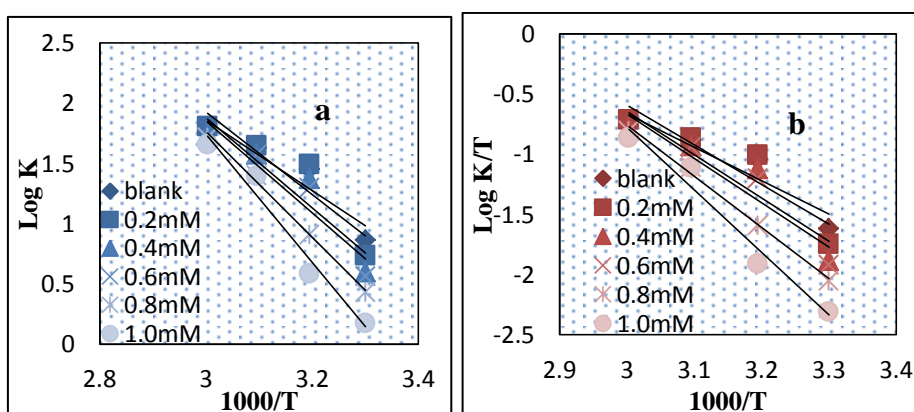 2.5
2
1.5
1
0.5
0
2.8
3
3.2
3.4
Log K
1000/T
a
blank
0.2mM
0.4mM
0.6mM
0.8mM
1.0mM
0
-0.5
-1
-1.5
-2
-2.5
2.9
3
3.1
3.2
3.3
3.4
Log K/T
1000/T
b
blank
0.2mM
0.4mM
0.6mM
0.8mM
1.0mM